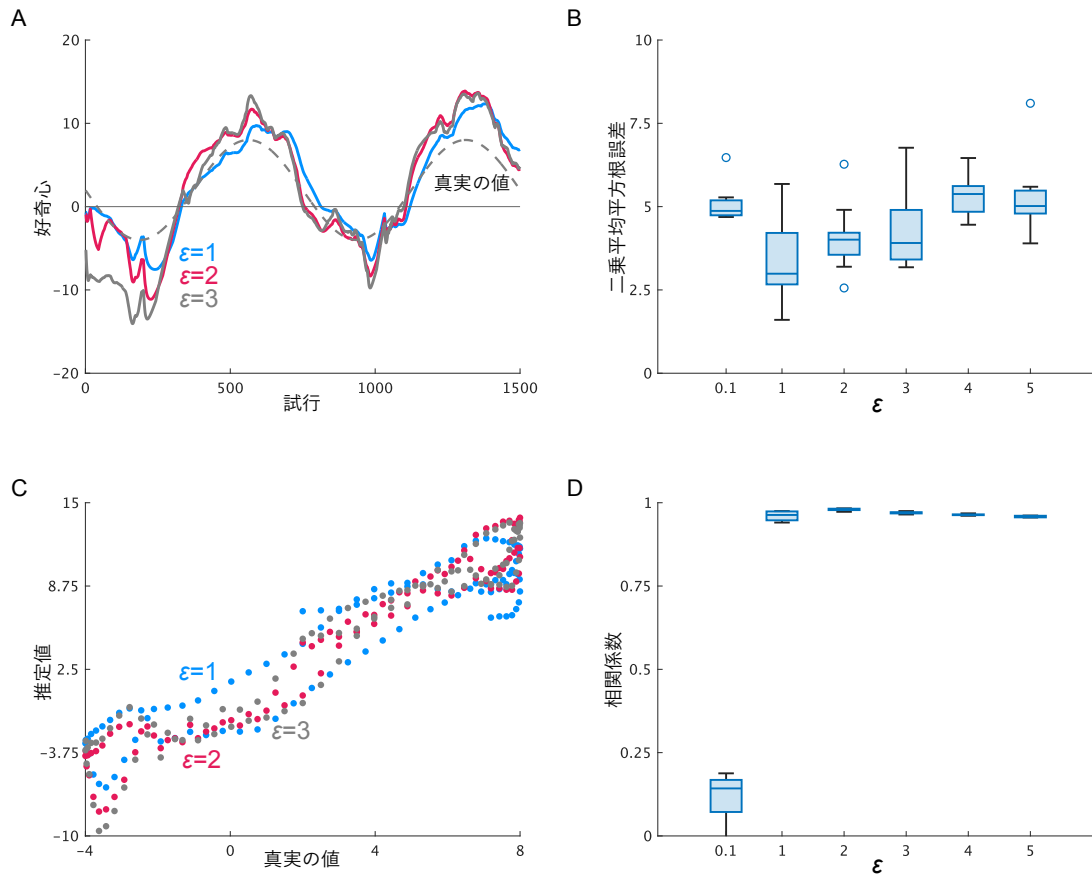 A
20
10
0
−10
−20
好奇心
真実の値
ε=1
ε=2
ε=3
0
500
1000
1500
試行
B
10
7.5
5
2.5
0
二乗平均平方根誤差
0.1
1
2
3
4
5
ε
C
15
8.75
2.5
-3.75
-10
推定値
ε=1
ε=3
ε=2
−4
0
4
8
真実の値
D
1
0.75
0.5
0.25
0
相関係数
0.1
1
2
3
4
5
ε